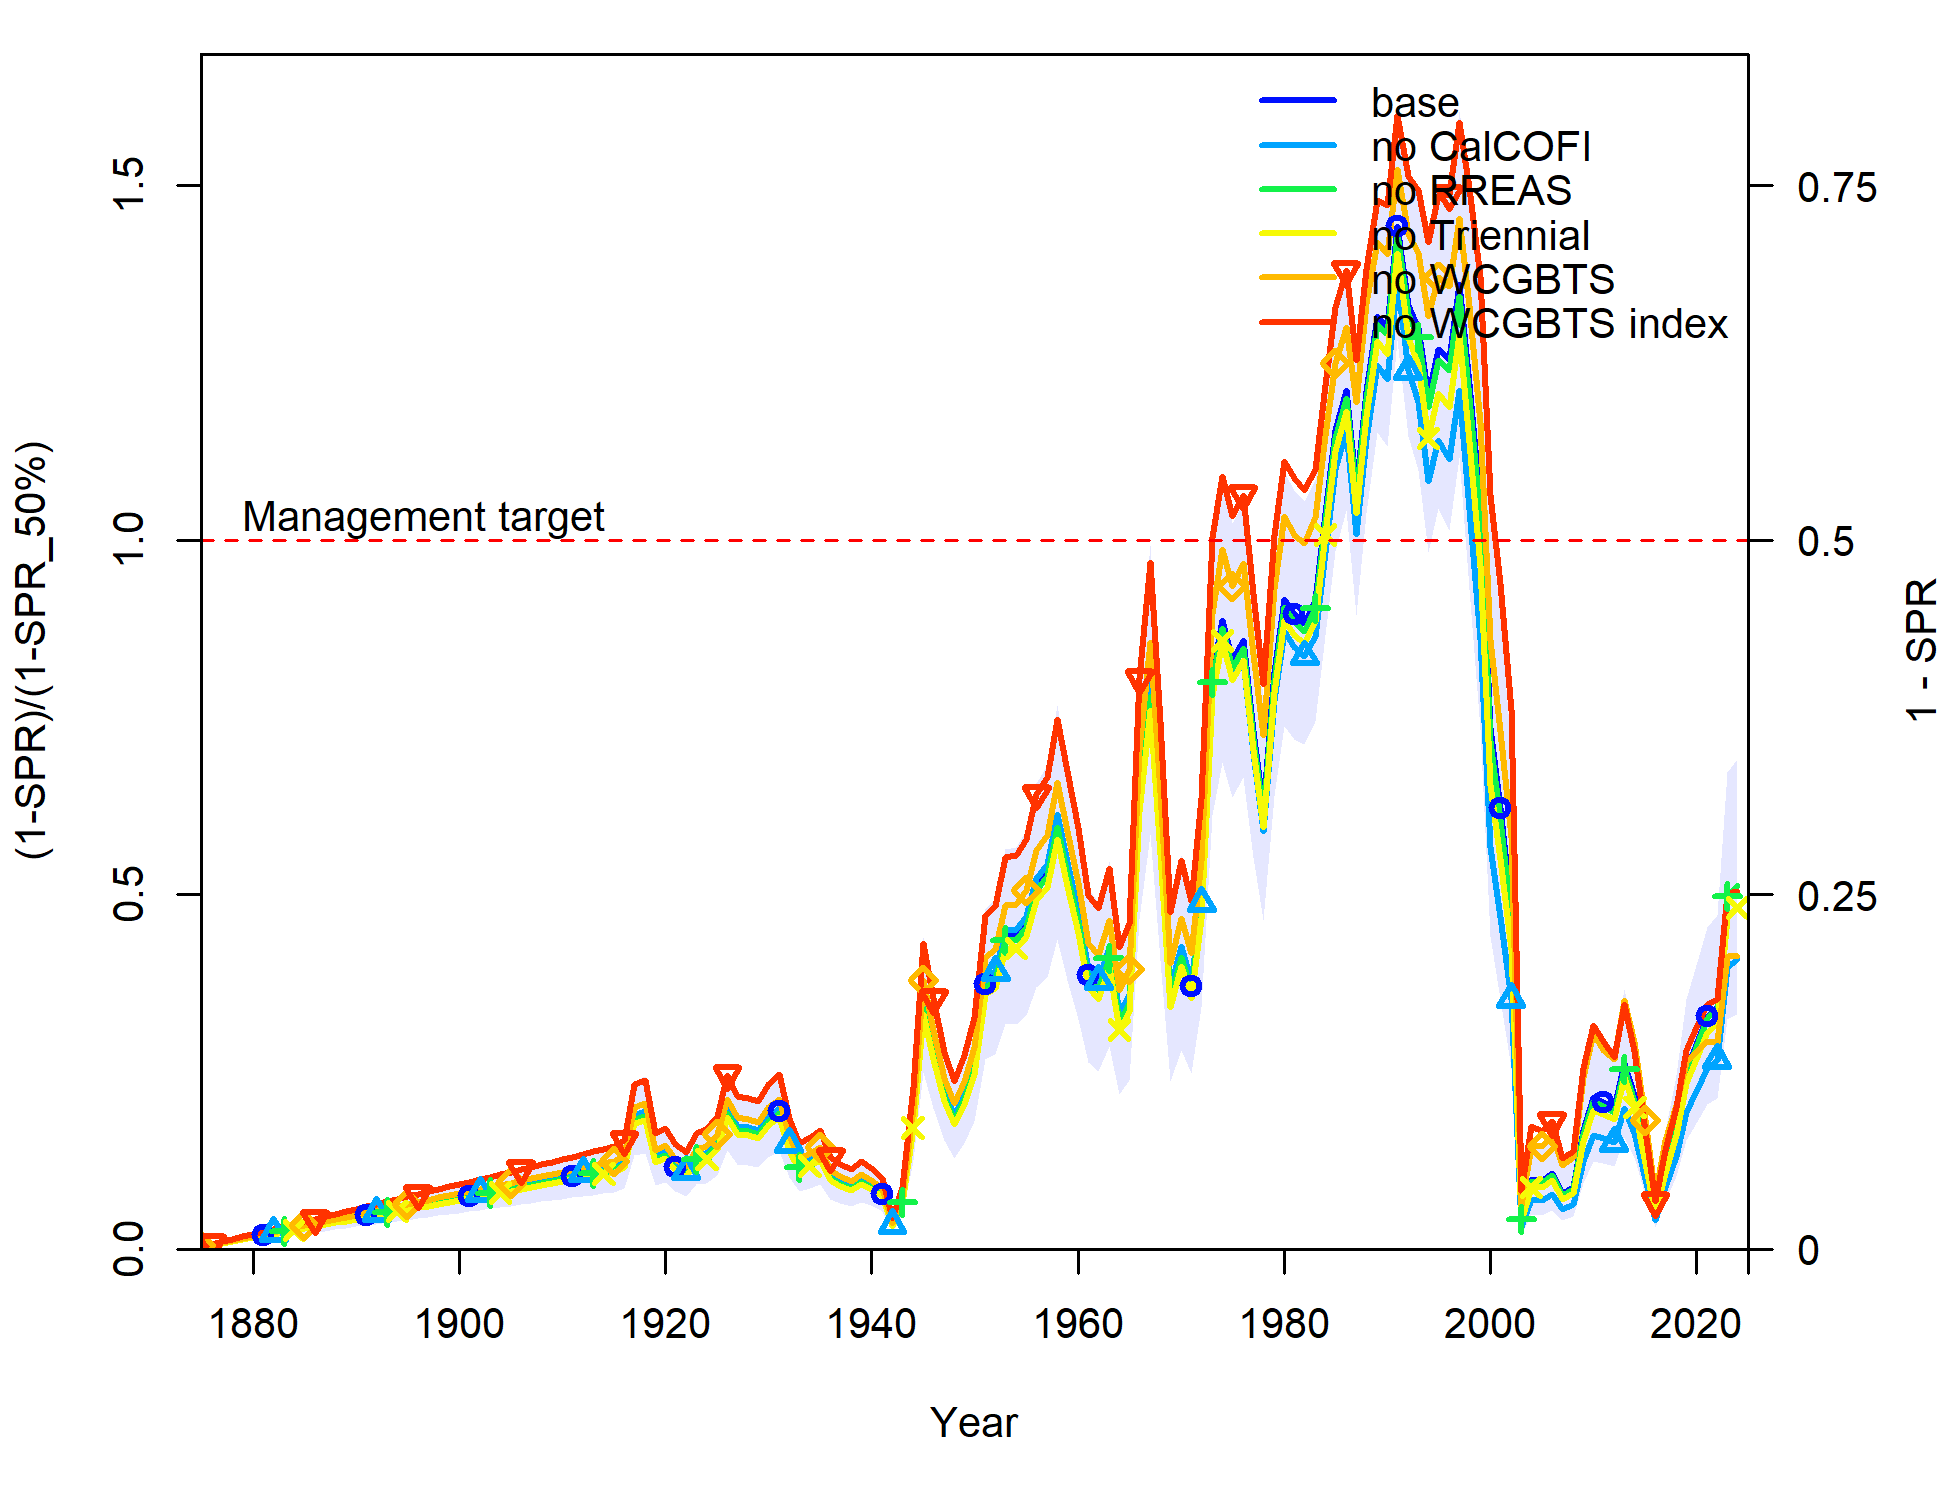 base
no CalCOFI
no RREAS
no Triennial
no WCGBTS
no WCGBTS index
Management target
(1-SPR)/(1-SPR_50%)
0.0
0.5
1.0
1.5
1 - SPR
0
0.25
0.5
0.75
1880
1900
1920
1940
1960
1980
2000
2020
Year